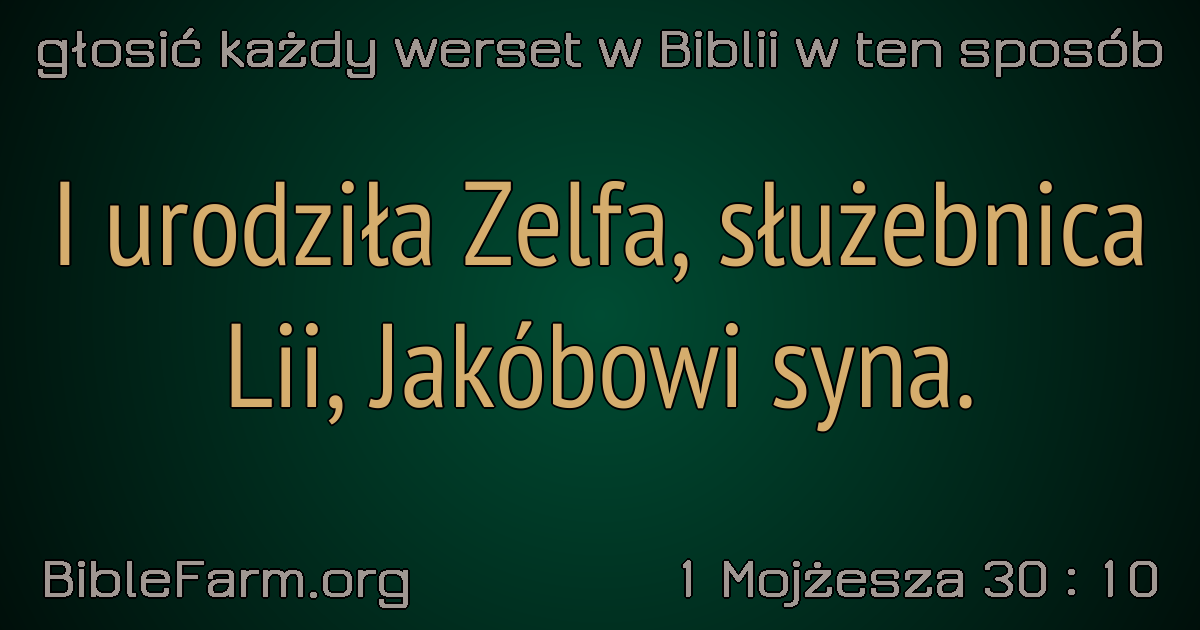 głosić każdy werset w Biblii w ten sposób
I urodziła Zelfa, służebnica
Lii, Jakóbowi syna.
BibleFarm.org
1 Mojżesza 30 : 10